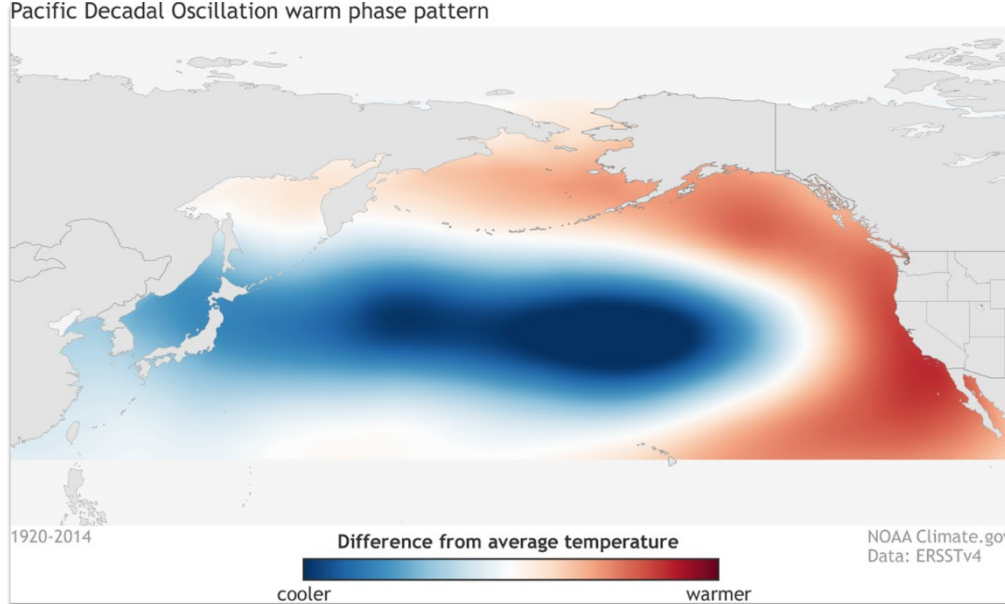 Pacific Decadal Oscillation warm phase pattern
1920-2014
Difference from average temperature
cooler
warmer
NOAA Climate.gov
Data: ERSSTv4